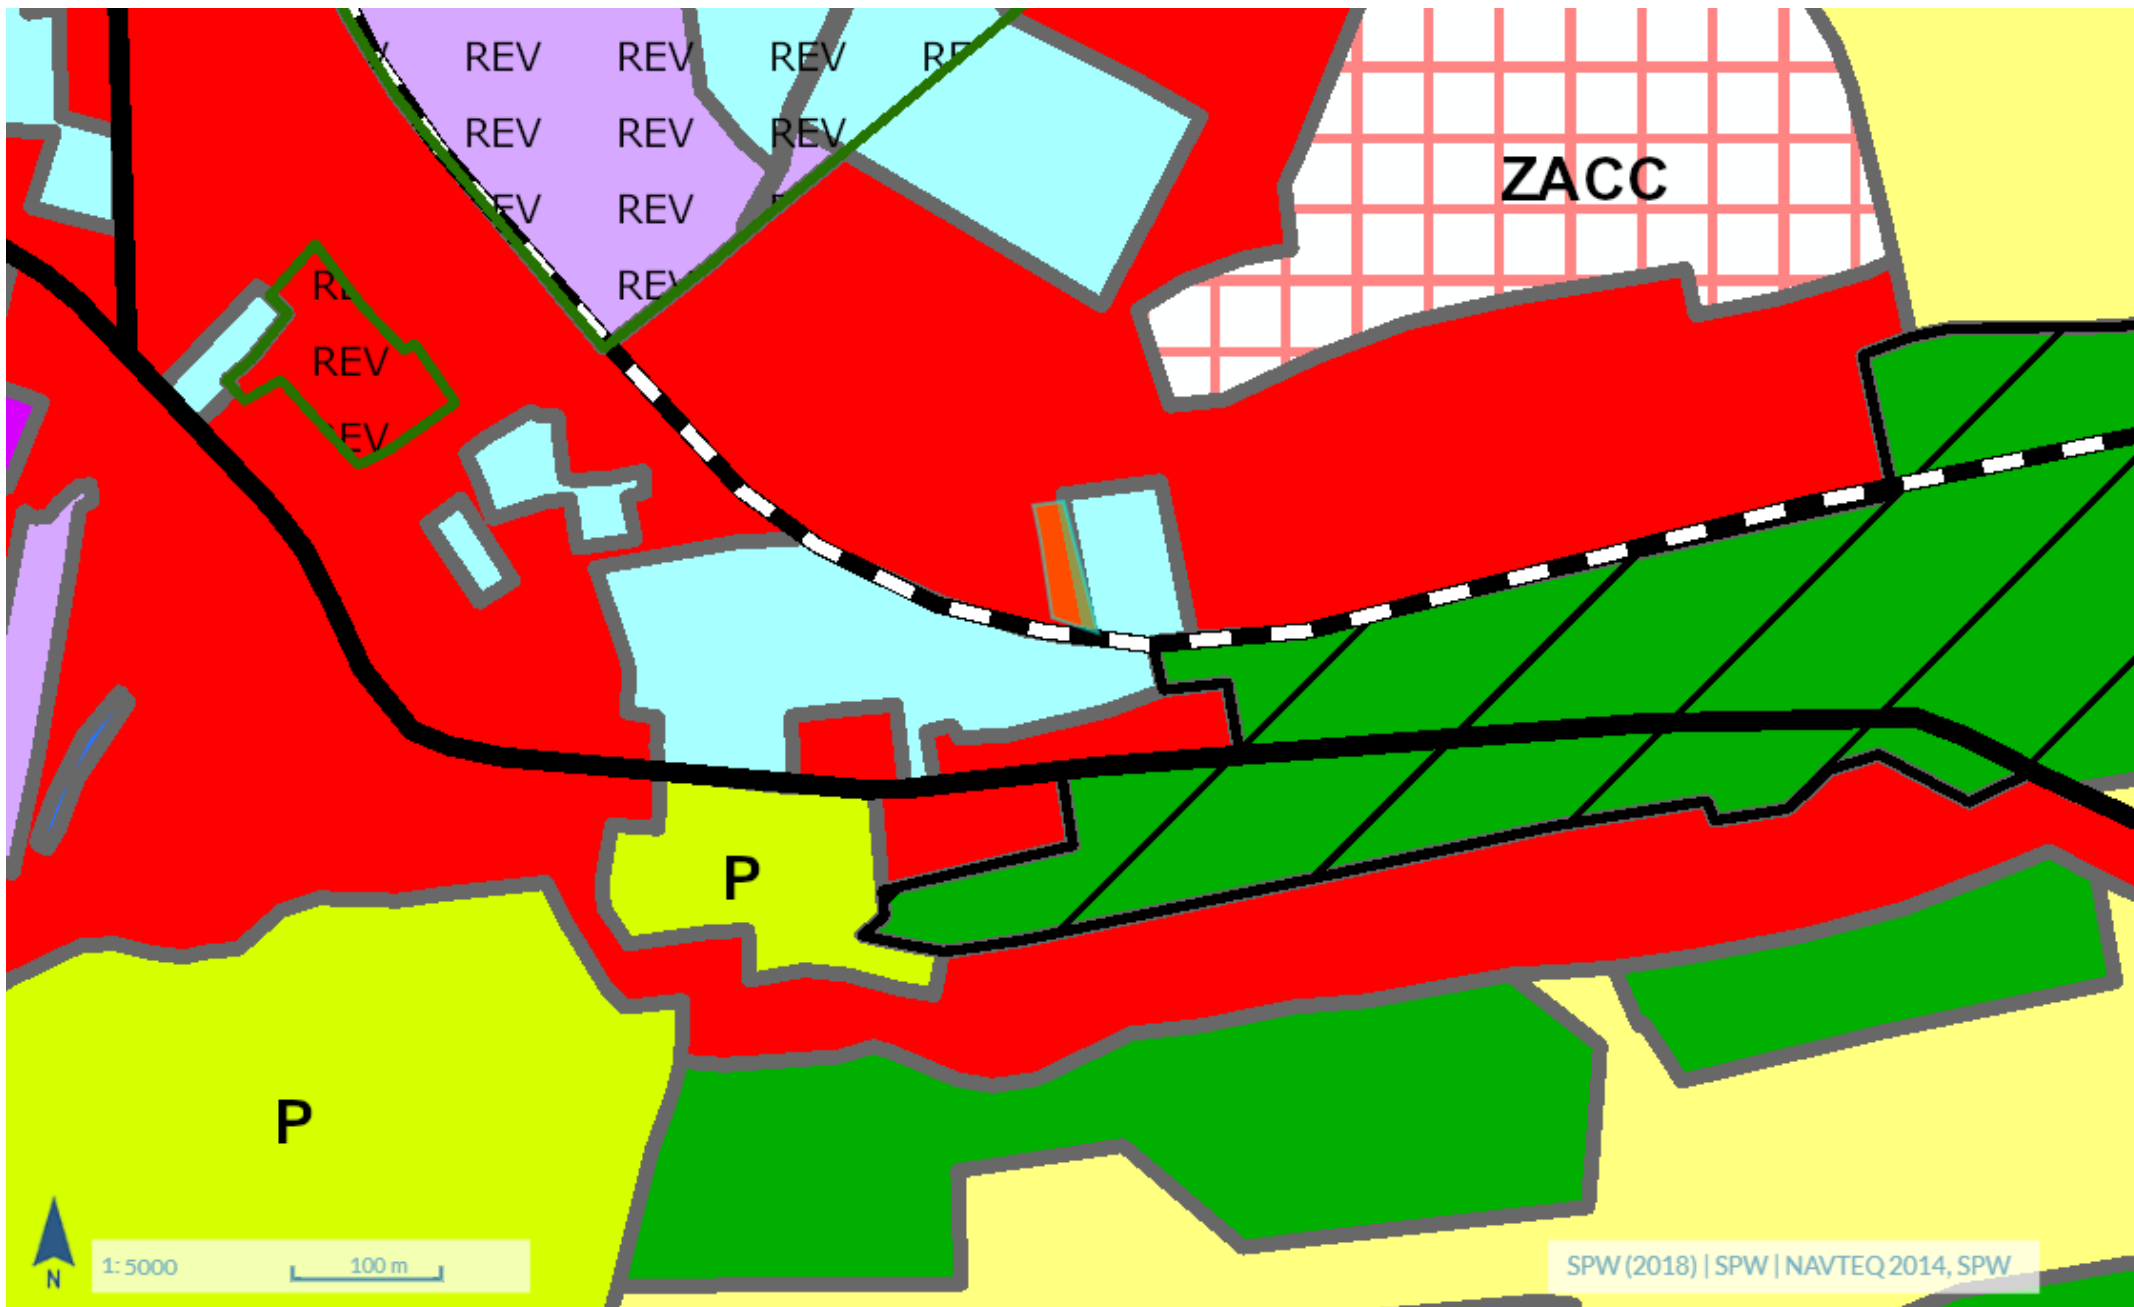 REV REV REV
REV REV REV
ZACC
REV
REV
REV
P
P
N
1: 5000
100 m
SPW (2018) | SPW | NAVTEQ 2014, SPW